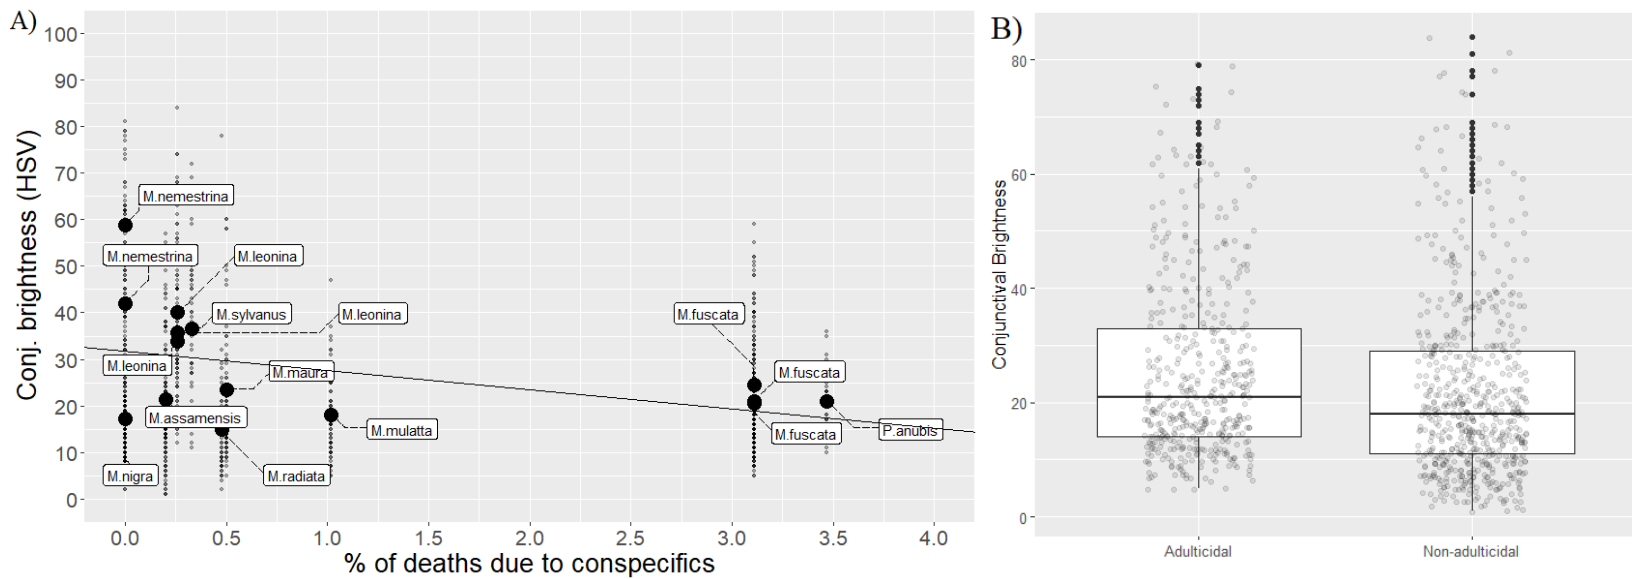 A)
Conj. brightness (HSV)
100
90
80
70
60
50
40
30
20
10
0
M.nemestrina
M.nemestrina
M.leonina
M.sylvanus
M.leonina
M.leonina
M.maura
M.assamensis
M.mulatta
M.nigra
M.radiata
M.fuscata
M.fuscata
M.fuscata
P.anubis
0.0 0.5 1.0 1.5 2.0 2.5 3.0 3.5 4.0
% of deaths due to conspecifics
B)
Conjunctival Brightness
80
60
40
20
0
Adulticidal Non-adulticidal